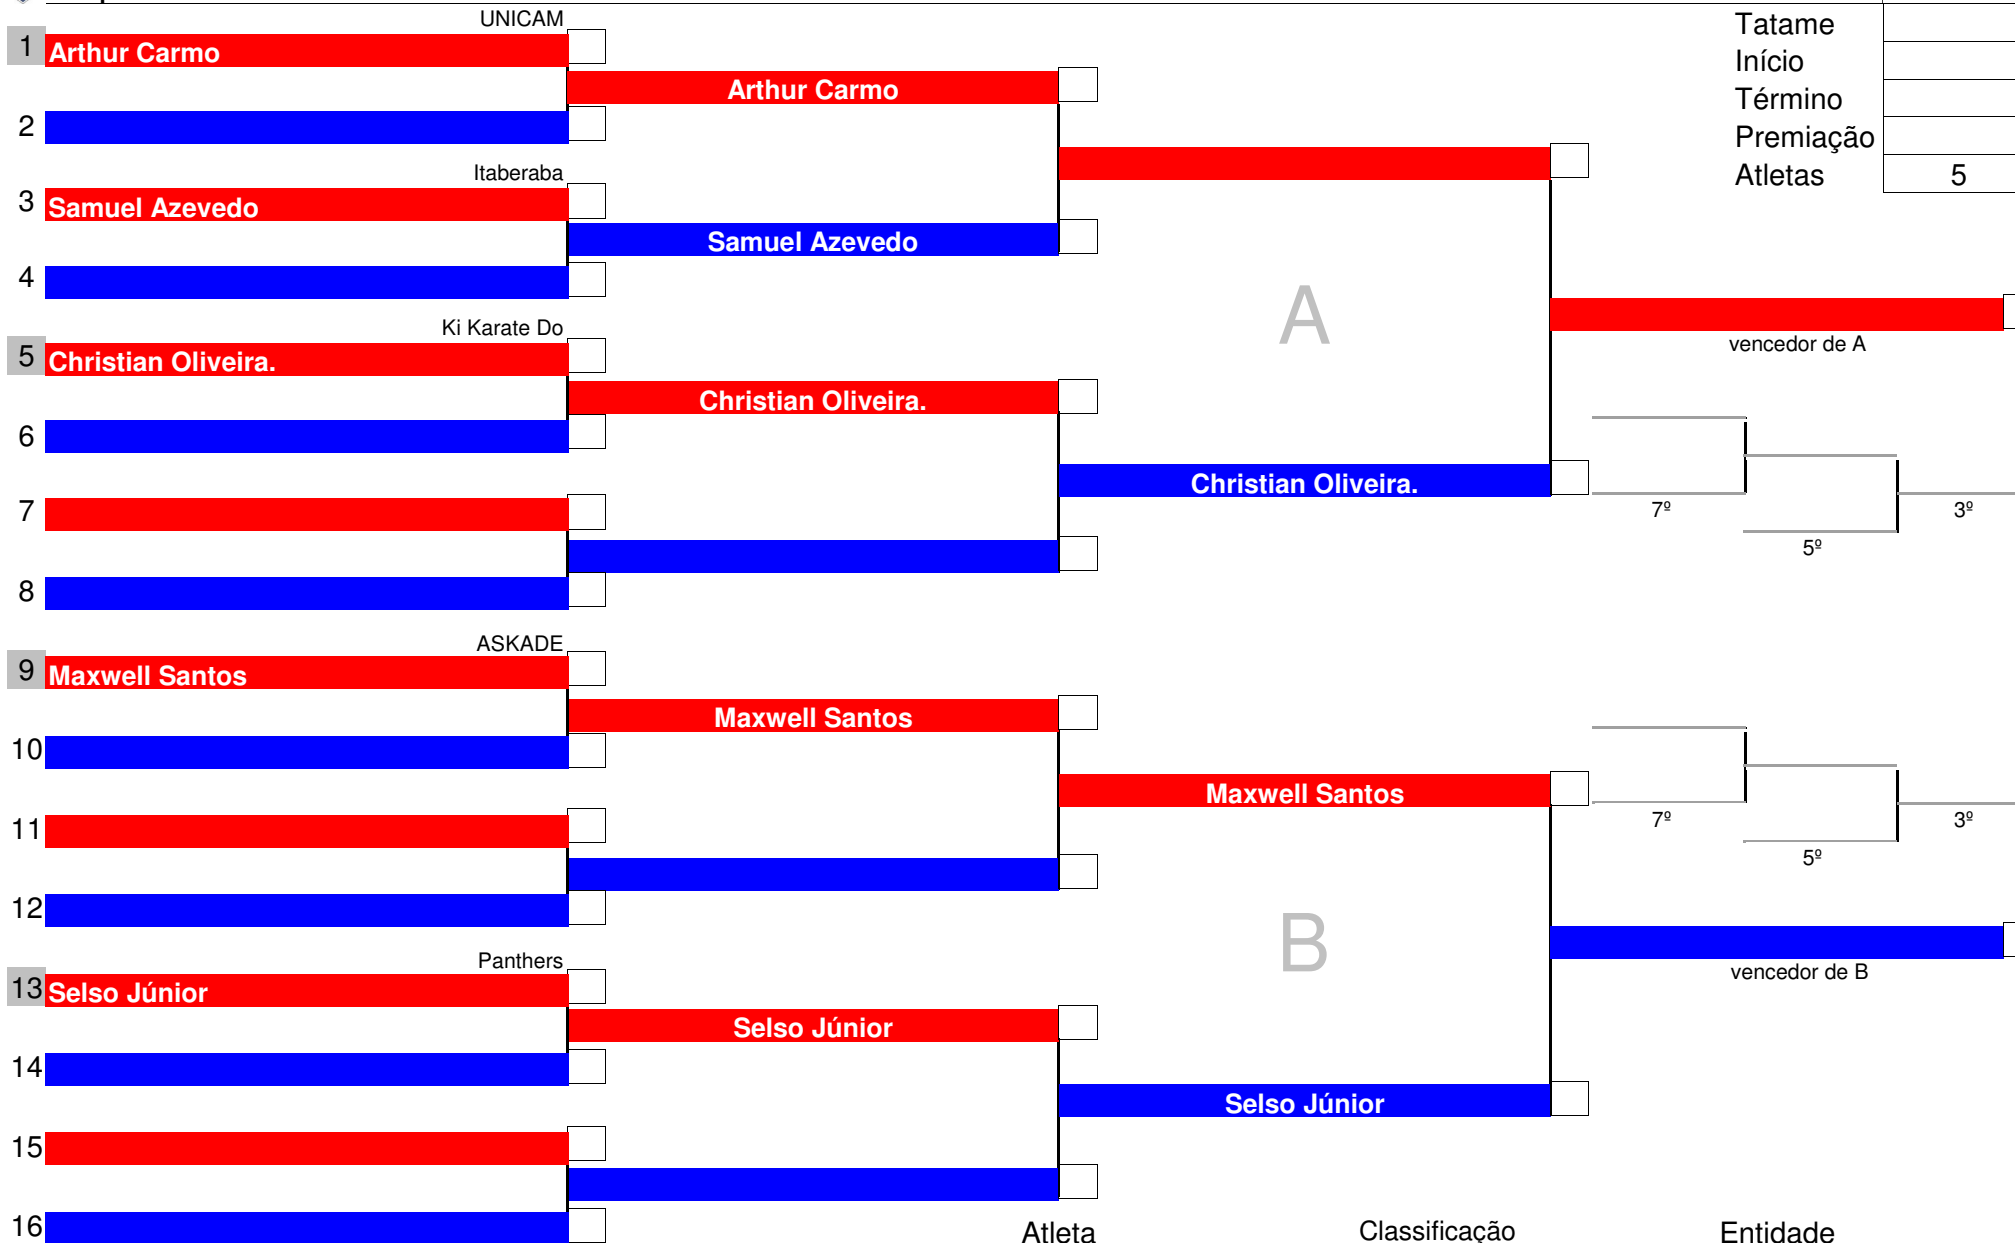 UNICAM
Tatame
1 Arthur Carmo
Início
Arthur Carmo
Término
2
Premiação
Itaberaba
Atletas 5
3 Samuel Azevedo
Samuel Azevedo
4
A
Ki Karate Do
vencedor de A
5 Christian Oliveira.
Christian Oliveira.
6
Christian Oliveira.
7
7º 3º
5º
8
ASKADE
9 Maxwell Santos
Maxwell Santos
10
Maxwell Santos
11
7º 3º
5º
12
B
Panthers
vencedor de B
13 Selso Júnior
Selso Júnior
14
Selso Júnior
15
16
Atleta Classificação Entidade